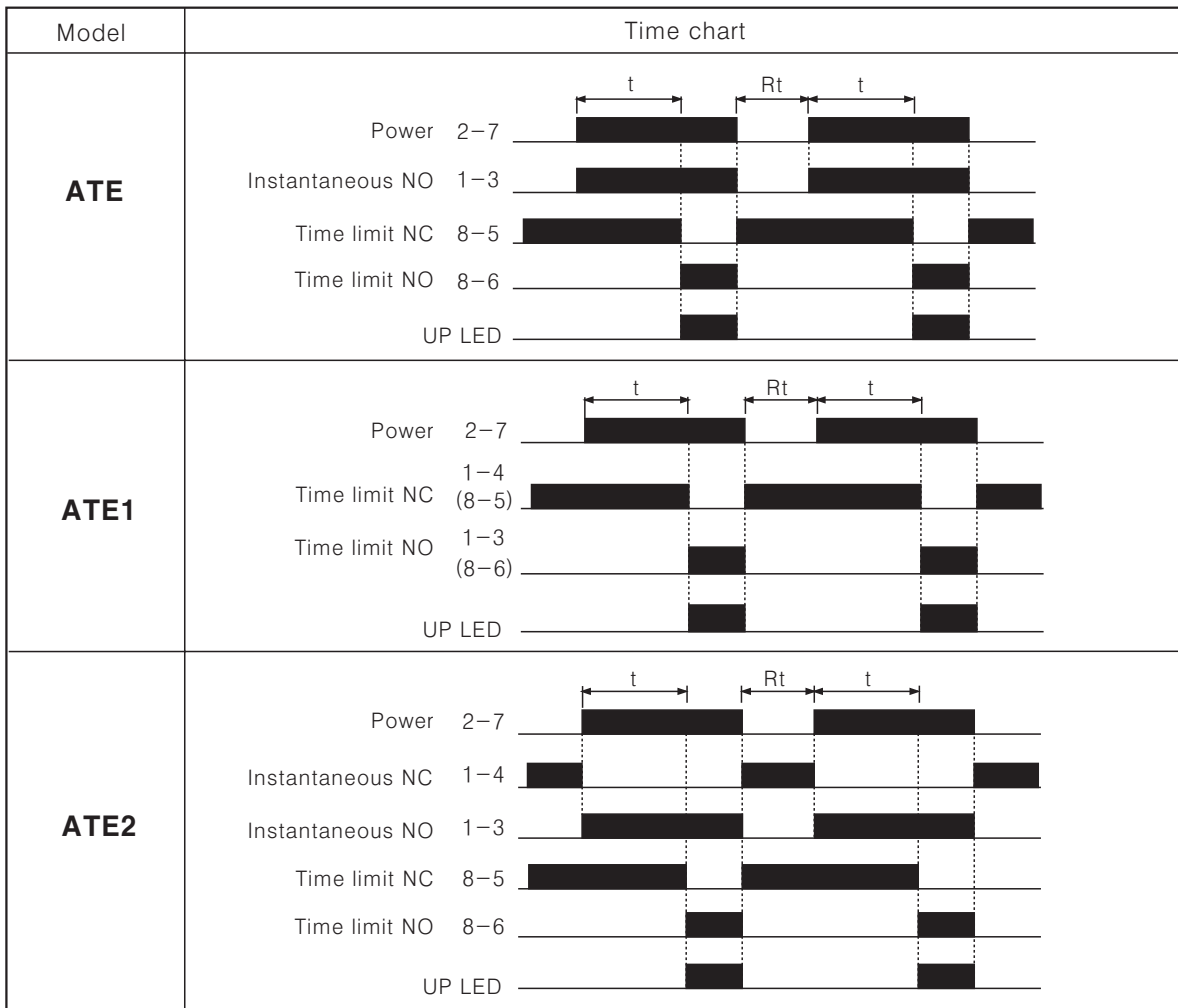 Model Time chart
ATE
t Rt t
Power 2-7
Instantaneous NO 1-3
Time limit NC 8-5
Time limit NO 8-6
UP LED
ATE1
t Rt t
Power 2-7
Time limit NC 1-4 (8-5)
Time limit NO 1-3 (8-6)
UP LED
ATE2
t Rt t
Power 2-7
Instantaneous NC 1-4
Instantaneous NO 1-3
Time limit NC 8-5
Time limit NO 8-6
UP LED